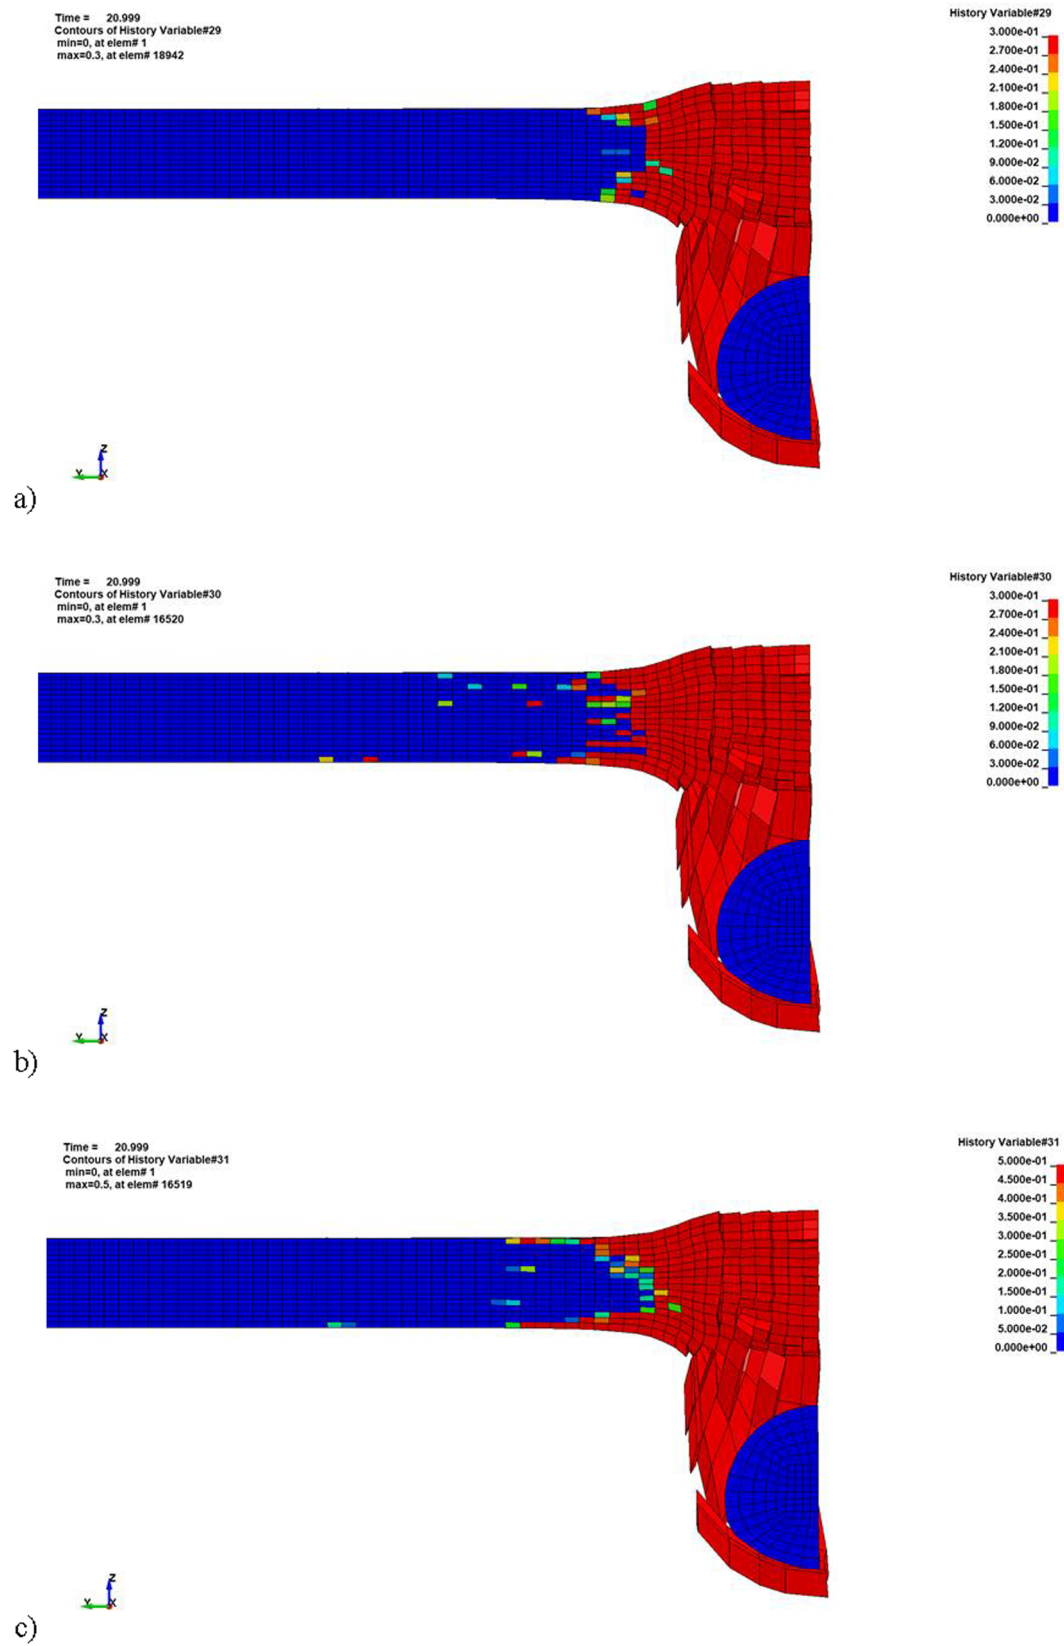 Time =    20.999
Contours of History Variable#29
min=0, at elem# 1
max=0.3, at elem# 18942
History Variable#29
3.000e-01
2.700e-01
2.400e-01
2.100e-01
1.800e-01
1.500e-01
1.200e-01
9.000e-02
6.000e-02
3.000e-02
0.000e+00
Z
Y
X
a)
Time =    20.999
Contours of History Variable#30
min=0, at elem# 1
max=0.3, at elem# 16520
History Variable#30
3.000e-01
2.700e-01
2.400e-01
2.100e-01
1.800e-01
1.500e-01
1.200e-01
9.000e-02
6.000e-02
3.000e-02
0.000e+00
Z
Y
X
b)
Time =    20.999
Contours of History Variable#31
min=0, at elem# 1
max=0.5, at elem# 16519
History Variable#31
5.000e-01
4.500e-01
4.000e-01
3.500e-01
3.000e-01
2.500e-01
2.000e-01
1.500e-01
1.000e-01
5.000e-02
0.000e+00
Z
Y
X
c)